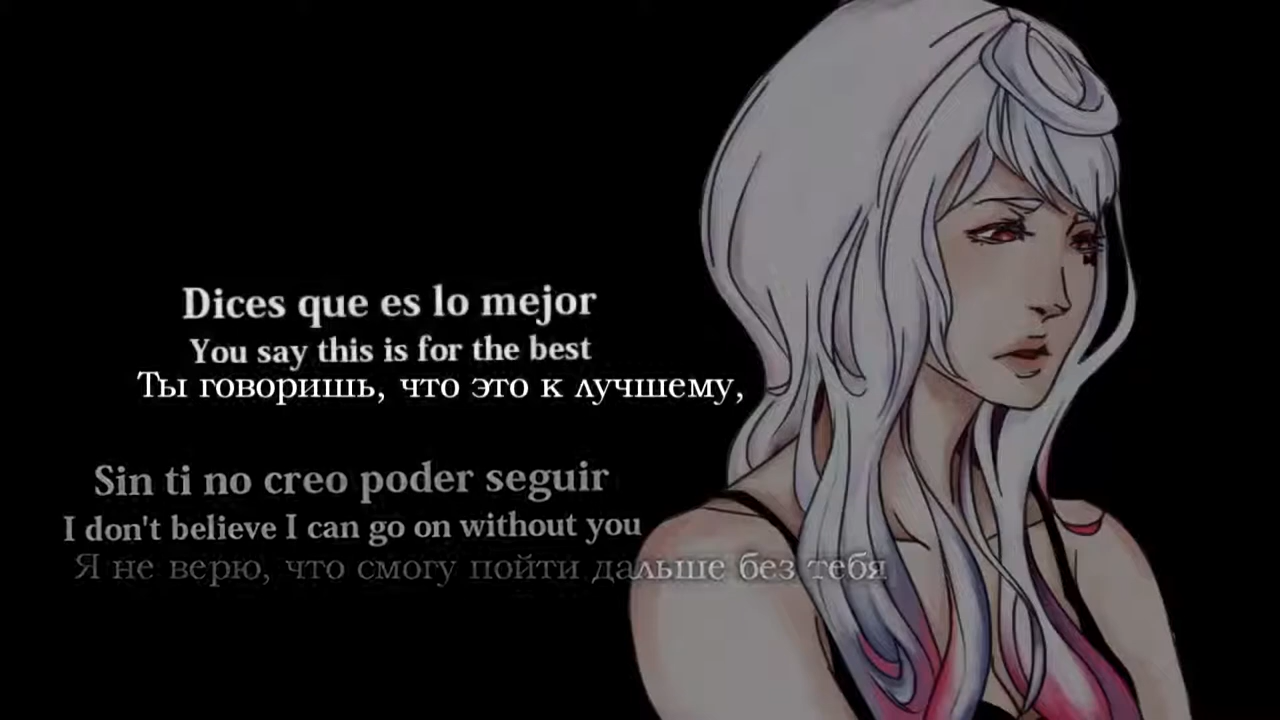 Dices que es lo mejor
You say this is for the best
Ты говоришь, что это к лучшему,
Sin ti no creo poder seguir
I don't believe I can go on without you
Я не верю, что смогу пойти дальше без тебя